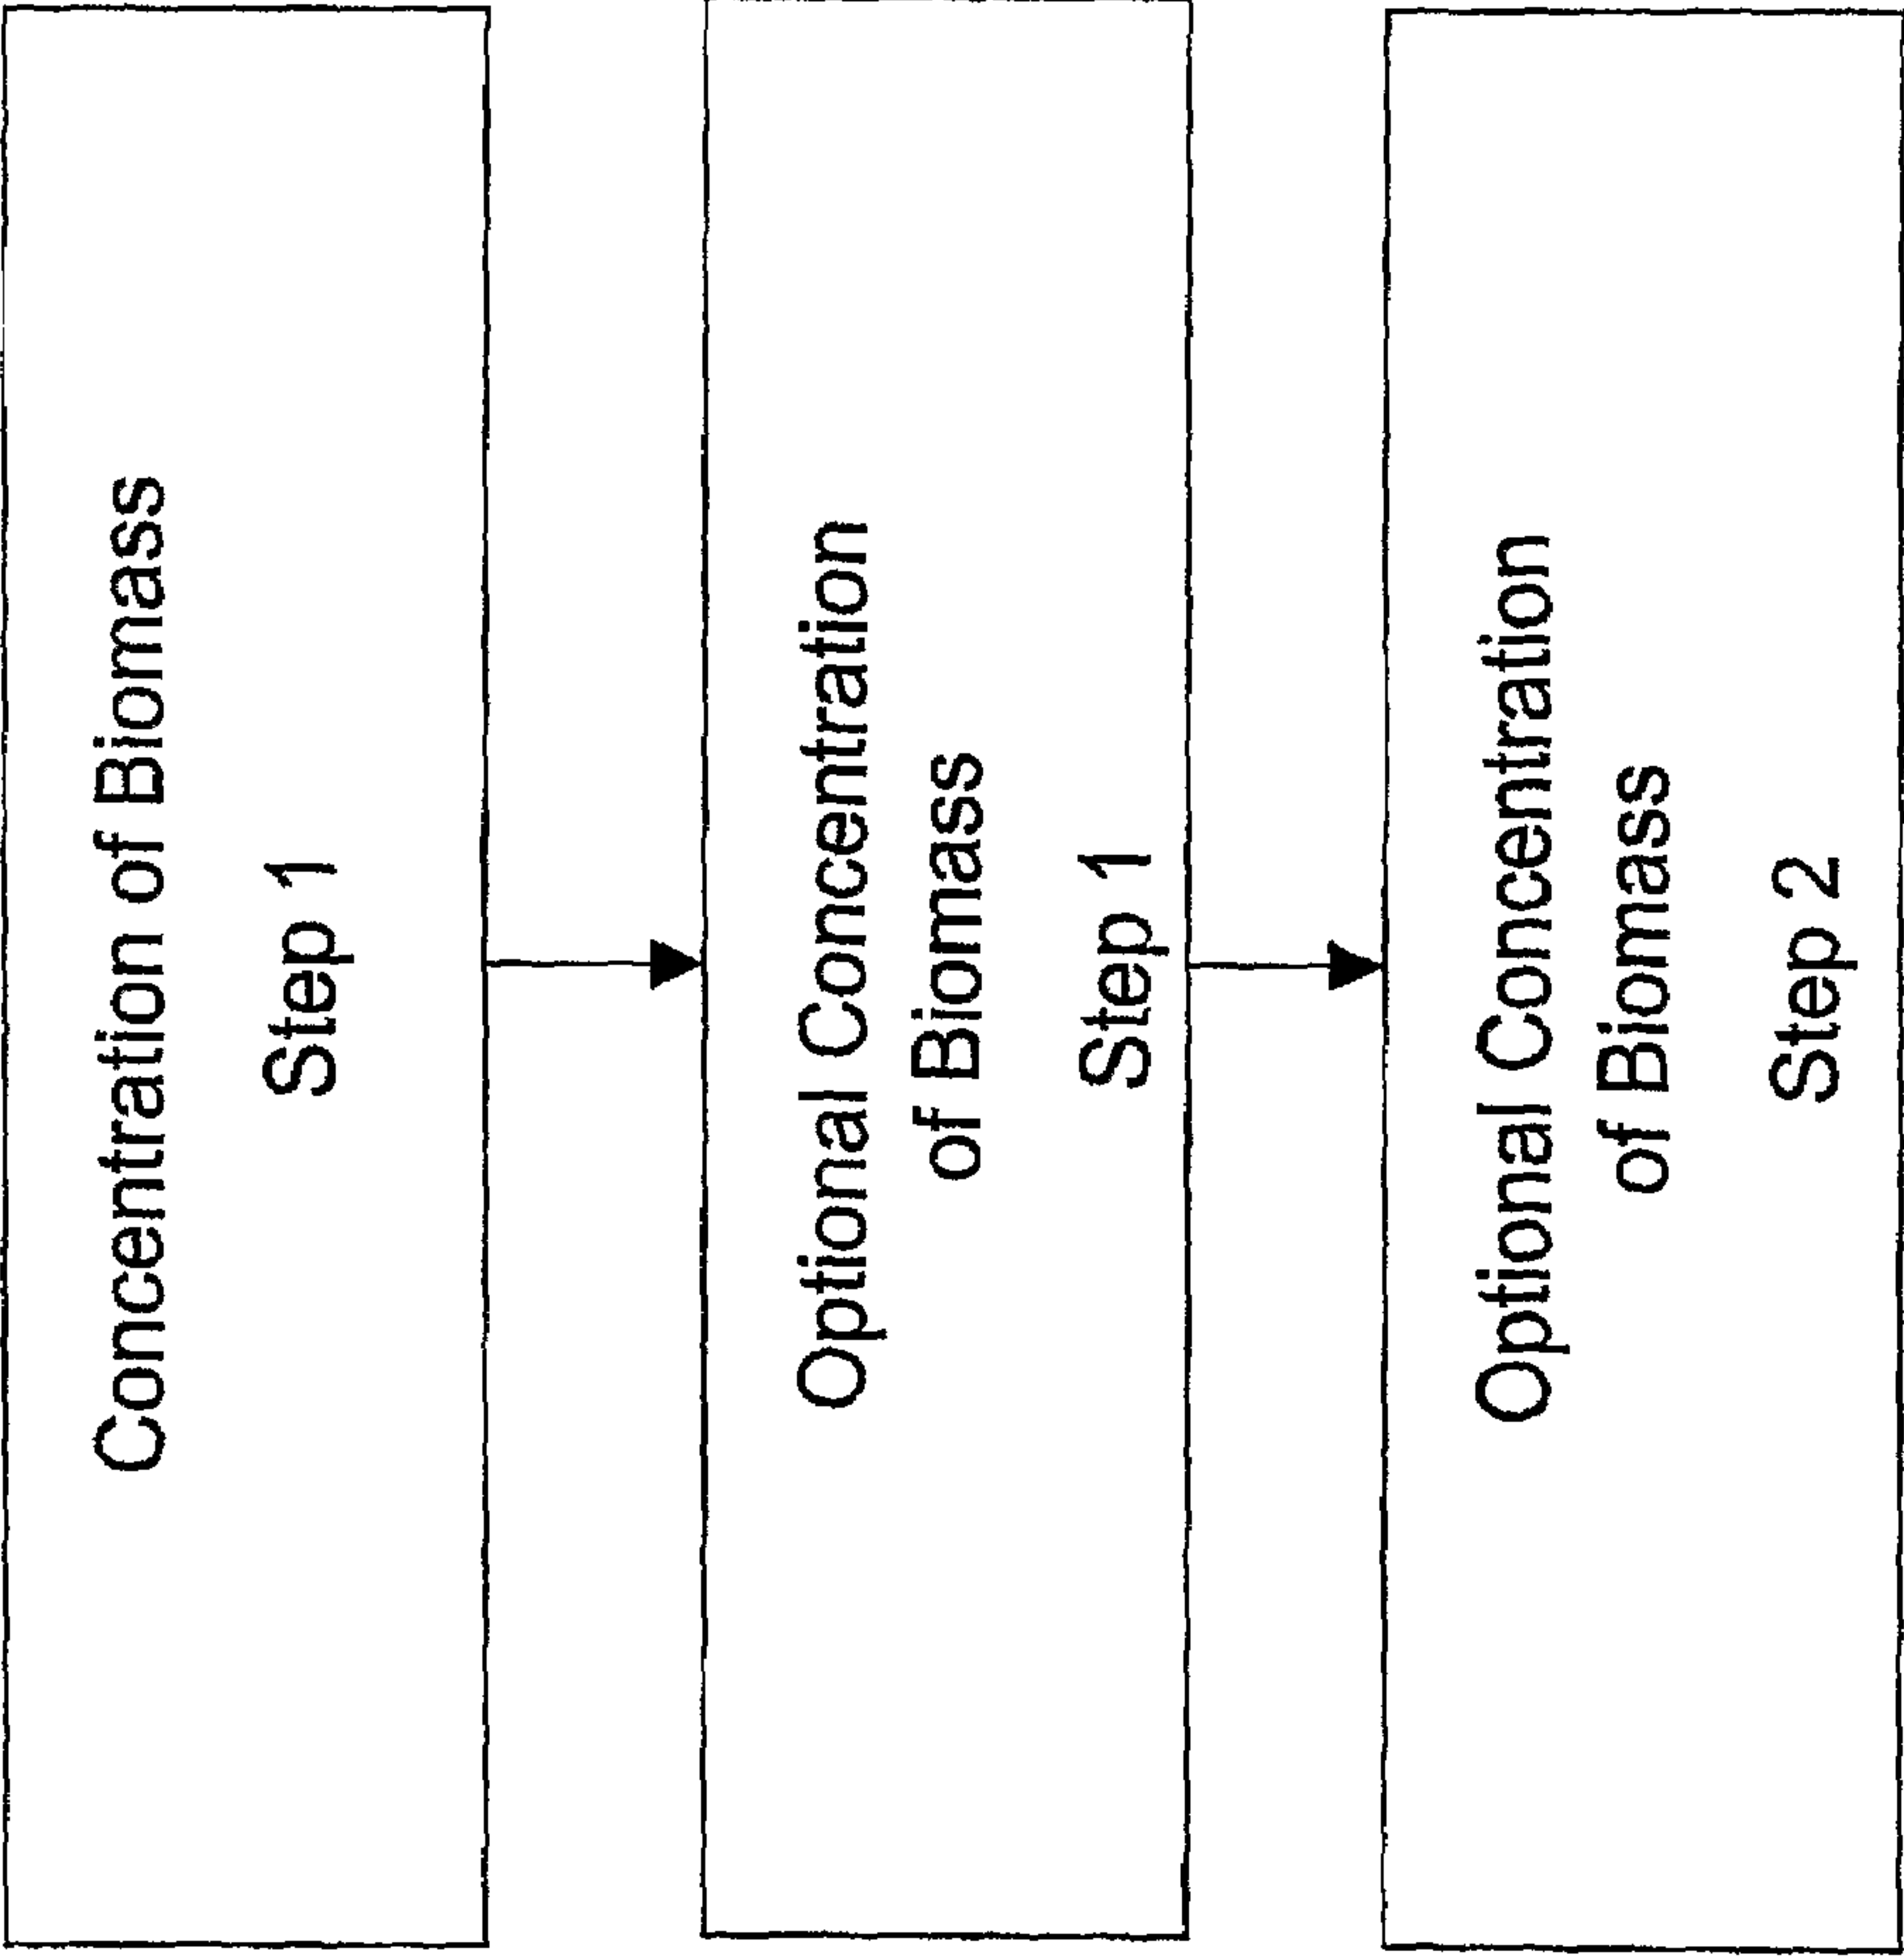 Concentration of Biomass
Step 1
Optional Concentration
of Biomass
Step 1
Optional Concentration
of Biomass
Step 2